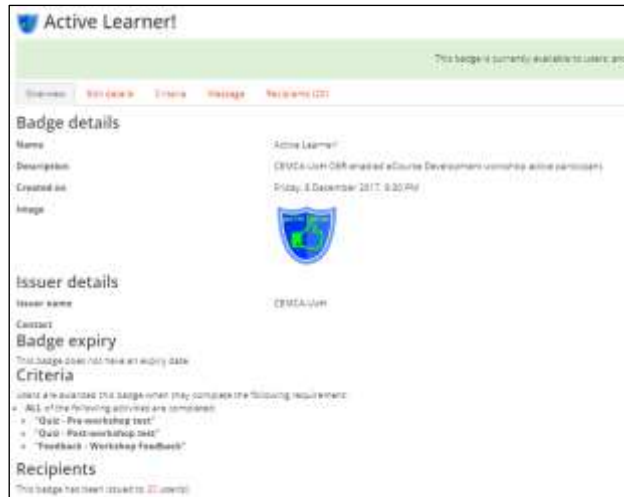 Active Learner!
This badge is currently available to users, and
Overview Edit details Criteria Message Recipients (20)
Badge details
Name Active Learner!
Description CEMCA-UoH OER enabled eCourse Development workshop active participant
Created on Friday, 8 December 2017, 9:30 PM
Image
Issuer details
Issuer name CEMCA-UoH
Contact
Badge expiry
This badge does not have an expiry date.
Criteria
Users are awarded this badge when they complete the following requirement:
ALL of the following activities are completed:
"Quiz - Pre-workshop test"
"Quiz - Post-workshop test"
"Feedback - Workshop Feedback"
Recipients
This badge has been issued to 20 user(s)